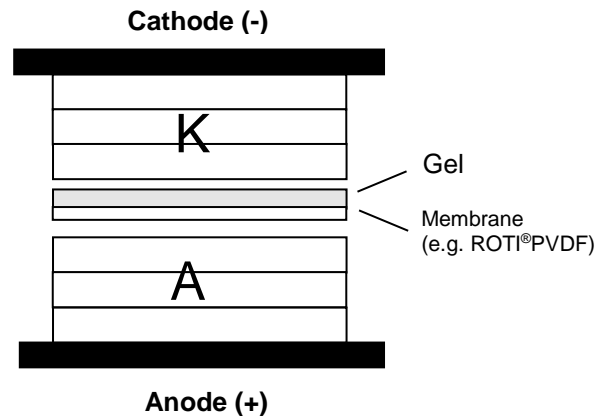 Cathode (-)
K
Gel
Membrane
(e.g. ROTI®PVDF)
A
Anode (+)